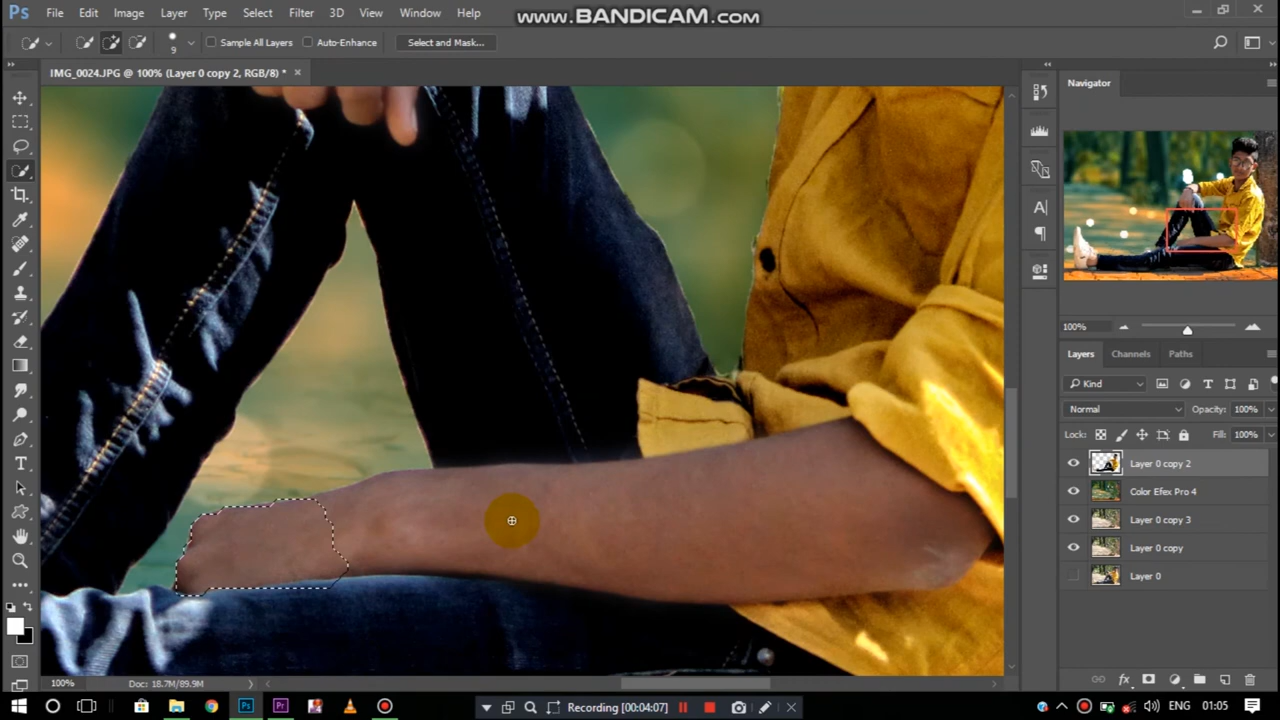 www.BANDICAM.com
Ps File Edit Image Layer Type Select Filter 3D View Window Help
9 Sample All Layers Auto-Enhance Select and Mask...
IMG_0024.JPG @ 100% (Layer 0 copy 2, RGB/8) *
Navigator
100%
Layers Channels Paths
Kind
Normal Opacity: 100%
Lock: Fill: 100%
Layer 0 copy 2
Color Efex Pro 4
Layer 0 copy 3
Layer 0 copy
Layer 0
100% Doc: 18.7M/89.9M
Recording [00:04:07]
ENG 01:05